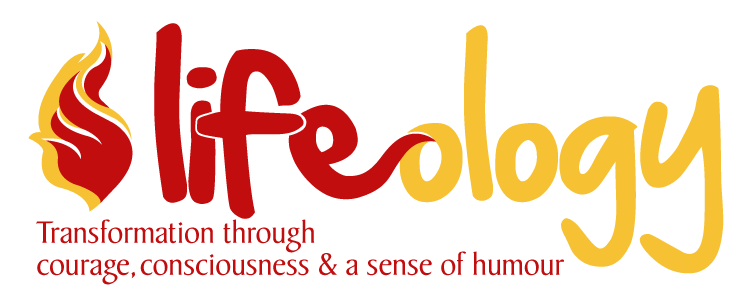 lifeology
Transformation through
courage, consciousness & a sense of humour